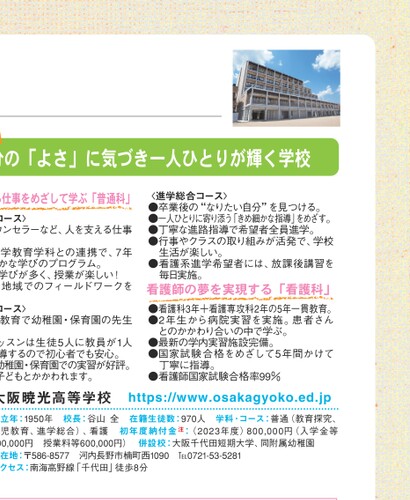 の「よさ」に気づき一人ひとりが輝く学校
仕事をめざして学ぶ「普通科」
コース〉
ウンセラーなど、人を支える仕事
学教育学科との連携で、7年
かな学びのプログラム。
学びが多く、授業が楽しい！
地域でのフィールドワークを
コース〉
教育で幼稚園・保育園の先生
ッスンは生徒5人に教員が1人
導するので初心者でも安心。
幼稚園・保育園での実習が好評。
子どもとかかわれます。
〈進学総合コース〉
●卒業後の“なりたい自分”を見つける。
●一人ひとりに寄り添う「きめ細かな指導」をめざす。
●丁寧な進路指導で希望者全員進学。
●行事やクラスの取り組みが活発で、学校
生活が楽しい。
●看護系進学希望者には、放課後講習を
毎日実施。
看護師の夢を実現する「看護科」
●看護科3年＋看護専攻科2年の5年一貫教育。
●2年生から病院実習を実施。患者さん
とのかかわり合いの中で学ぶ。
●最新の学内実習施設完備。
●国家試験合格をめざして5年間かけて
丁寧に指導。
●看護師国家試験合格率99％
大阪暁光高等学校 https://www.osakagyoko.ed.jp
立年：1950年 校長：谷山 全 在籍生徒数：970人 学科・コース：普通（教育探究、
児教育、進学総合）、看護 初年度納付金注：〈2023年度〉800,000円（入学金等
00,000円 授業料等600,000円） 併設校：大阪千代田短期大学、同附属幼稚園
在地：〒586-8577 河内長野市楠町西1090 TEL0721-53-5281
クセス：南海高野線「千代田」徒歩8分